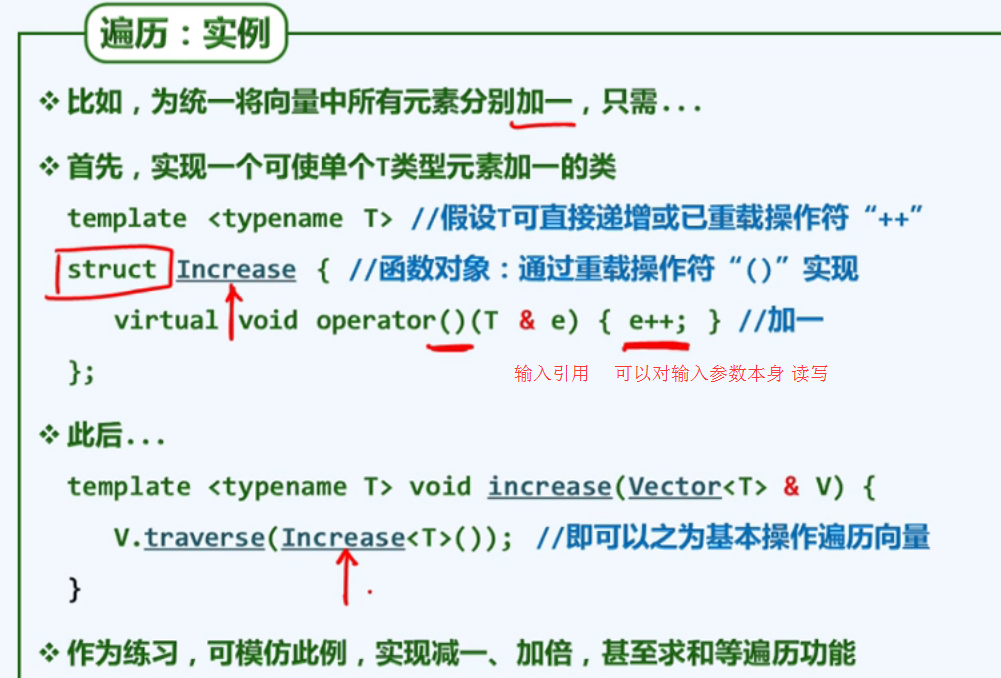 遍历：实例
❖ 比如，为统一将向量中所有元素分别加一，只需...
❖ 首先，实现一个可使单个T类型元素加一的类
template <typename T> //假设T可直接递增或已重载操作符“++”
struct Increase { //函数对象：通过重载操作符“()”实现
virtual void operator()(T & e) { e++; } //加一
};
输入引用 可以对输入参数本身 读写
❖ 此后...
template <typename T> void increase(Vector<T> & V) {
V.traverse(Increase<T>()); //即可以之为基本操作遍历向量
}
❖ 作为练习，可模仿此例，实现减一、加倍，甚至求和等遍历功能